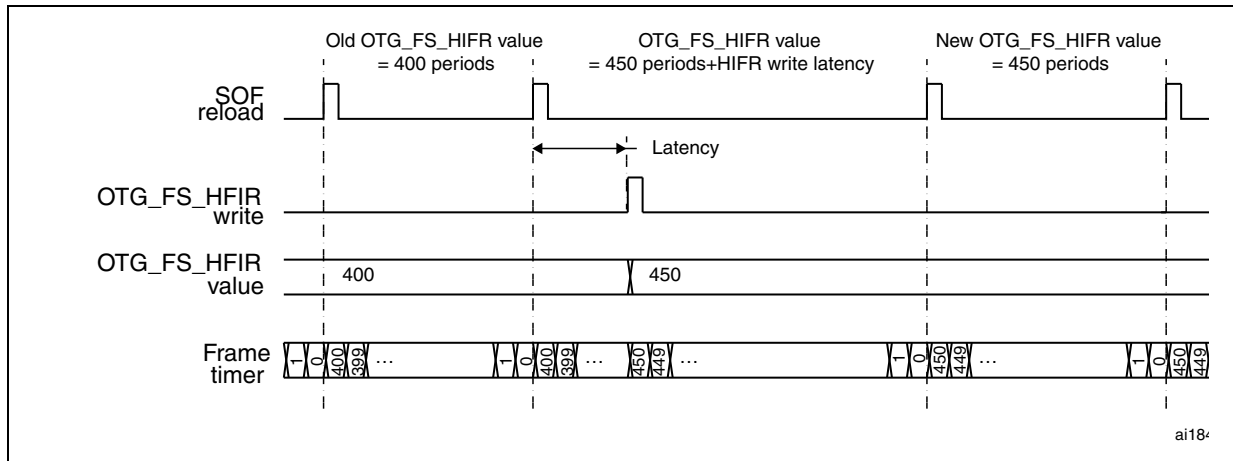 Old OTG_FS_HIFR value
= 400 periods
OTG_FS_HIFR value
= 450 periods+HIFR write latency
New OTG_FS_HIFR value
= 450 periods
SOF
reload
Latency
OTG_FS_HFIR
write
OTG_FS_HFIR
value
400
450
Frame
timer
1 0 400 399 ... 1 0 400 399 ... 450 449 ... 1 0 450 449 ... 1 0 450 449
ai184